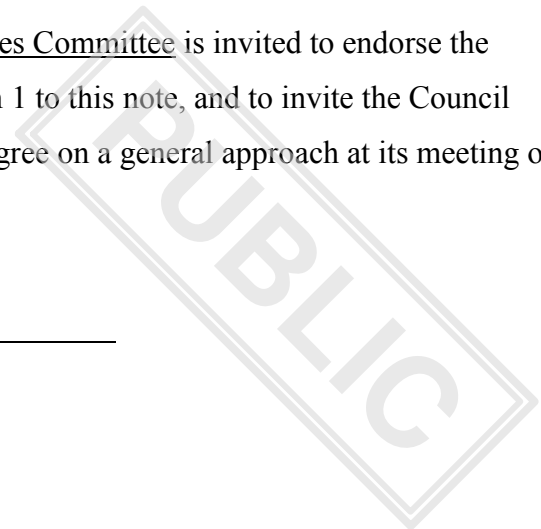 es Committee is invited to endorse the
1 to this note, and to invite the Council
gree on a general approach at its meeting o
PUBLIC